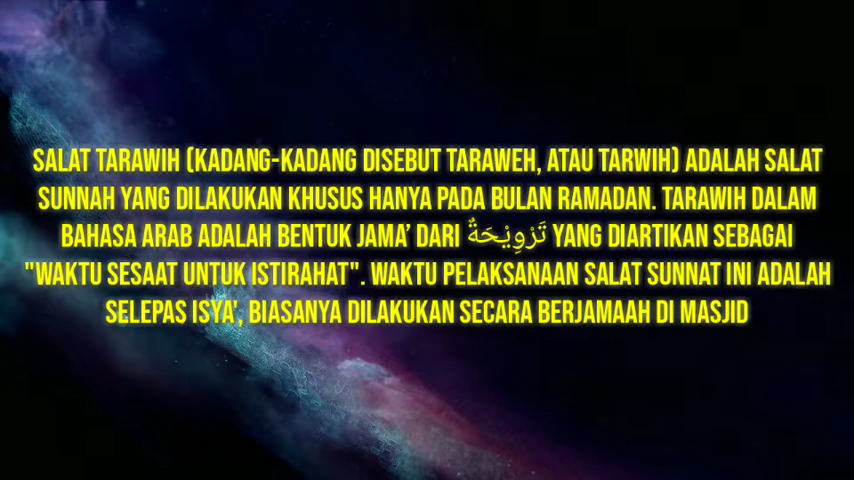 SALAT TARAWIH (KADANG-KADANG DISEBUT TARAWEH, ATAU TARWIH) ADALAH SALAT
SUNNAH YANG DILAKUKAN KHUSUS HANYA PADA BULAN RAMADAN. TARAWIH DALAM
BAHASA ARAB ADALAH BENTUK JAMA’ DARI تَرْوِيْحَةٌ YANG DIARTIKAN SEBAGAI
"WAKTU SESAAT UNTUK ISTIRAHAT". WAKTU PELAKSANAAN SALAT SUNNAT INI ADALAH
SELEPAS ISYA', BIASANYA DILAKUKAN SECARA BERJAMAAH DI MASJID